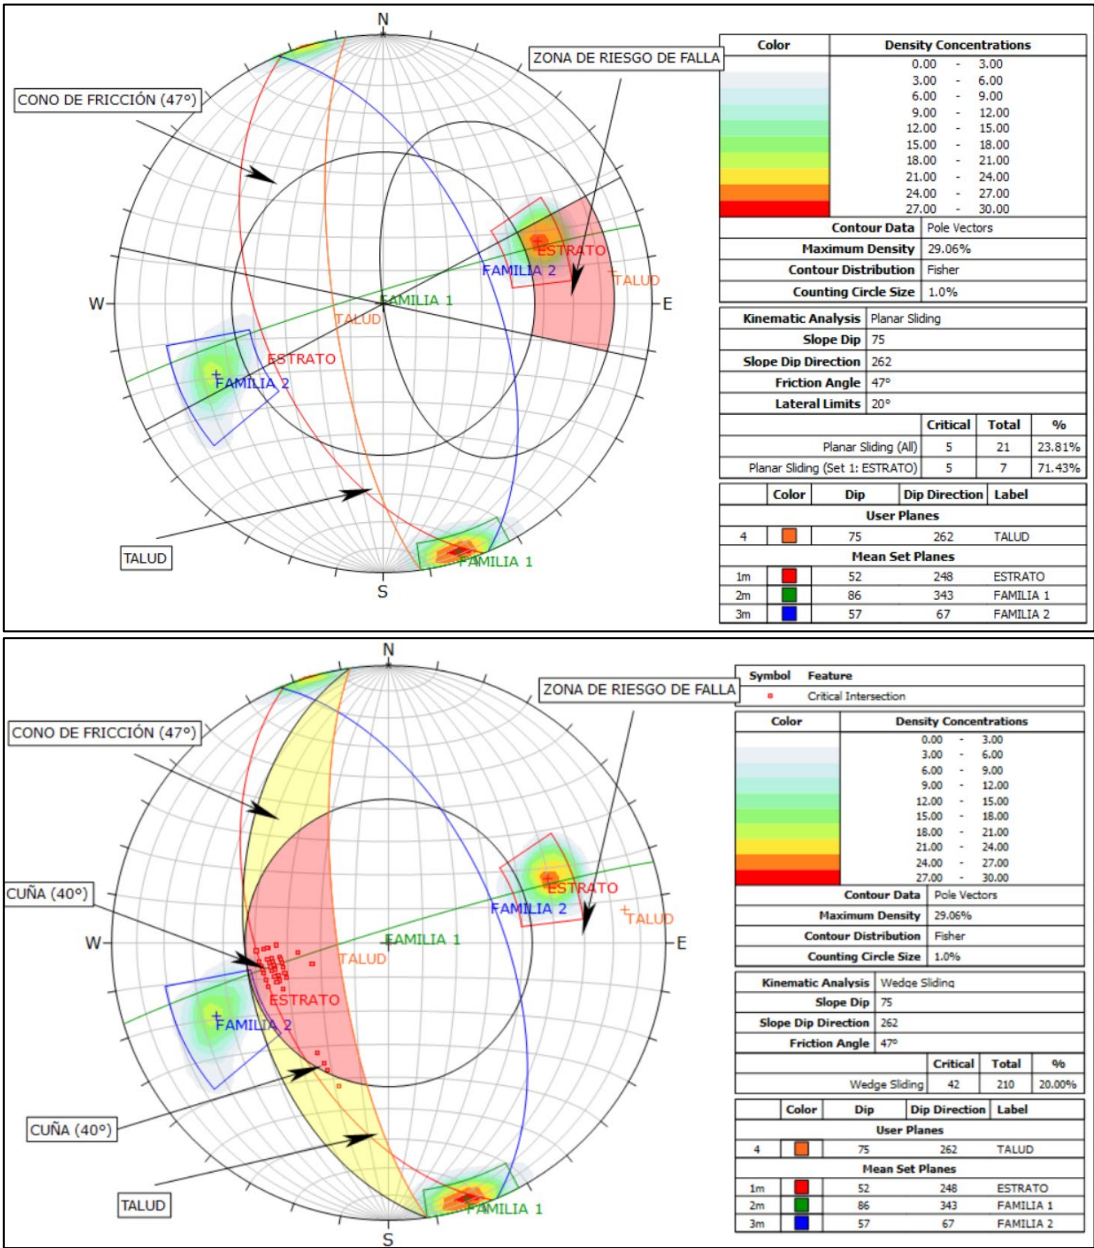 N
ZONA DE RIESGO DE FALLA
CONO DE FRICCIÓN (47°)
ESTRATO
FAMILIA 2
TALUD
W
FAMILIA 1
E
TALUD
ESTRATO
FAMILIA 2
TALUD
FAMILIA 1
S
Color Density Concentrations
0.00 - 3.00
3.00 - 6.00
6.00 - 9.00
9.00 - 12.00
12.00 - 15.00
15.00 - 18.00
18.00 - 21.00
21.00 - 24.00
24.00 - 27.00
27.00 - 30.00
Contour Data Pole Vectors
Maximum Density 29.06%
Contour Distribution Fisher
Counting Circle Size 1.0%
Kinematic Analysis Planar Sliding
Slope Dip 75
Slope Dip Direction 262
Friction Angle 47°
Lateral Limits 20°
Critical Total %
Planar Sliding (All) 5 21 23.81%
Planar Sliding (Set 1: ESTRATO) 5 7 71.43%
Color Dip Dip Direction Label
User Planes
4 75 262 TALUD
Mean Set Planes
1m 52 248 ESTRATO
2m 86 343 FAMILIA 1
3m 57 67 FAMILIA 2
N
ZONA DE RIESGO DE FALLA
CONO DE FRICCIÓN (47°)
CUÑA (40°)
ESTRATO
FAMILIA 2
TALUD
W
FAMILIA 1
E
TALUD
ESTRATO
FAMILIA 2
CUÑA (40°)
TALUD
FAMILIA 1
S
Symbol Feature
Critical Intersection
Color Density Concentrations
0.00 - 3.00
3.00 - 6.00
6.00 - 9.00
9.00 - 12.00
12.00 - 15.00
15.00 - 18.00
18.00 - 21.00
21.00 - 24.00
24.00 - 27.00
27.00 - 30.00
Contour Data Pole Vectors
Maximum Density 29.06%
Contour Distribution Fisher
Counting Circle Size 1.0%
Kinematic Analysis Wedge Sliding
Slope Dip 75
Slope Dip Direction 262
Friction Angle 47°
Critical Total %
Wedge Sliding 42 210 20.00%
Color Dip Dip Direction Label
User Planes
4 75 262 TALUD
Mean Set Planes
1m 52 248 ESTRATO
2m 86 343 FAMILIA 1
3m 57 67 FAMILIA 2